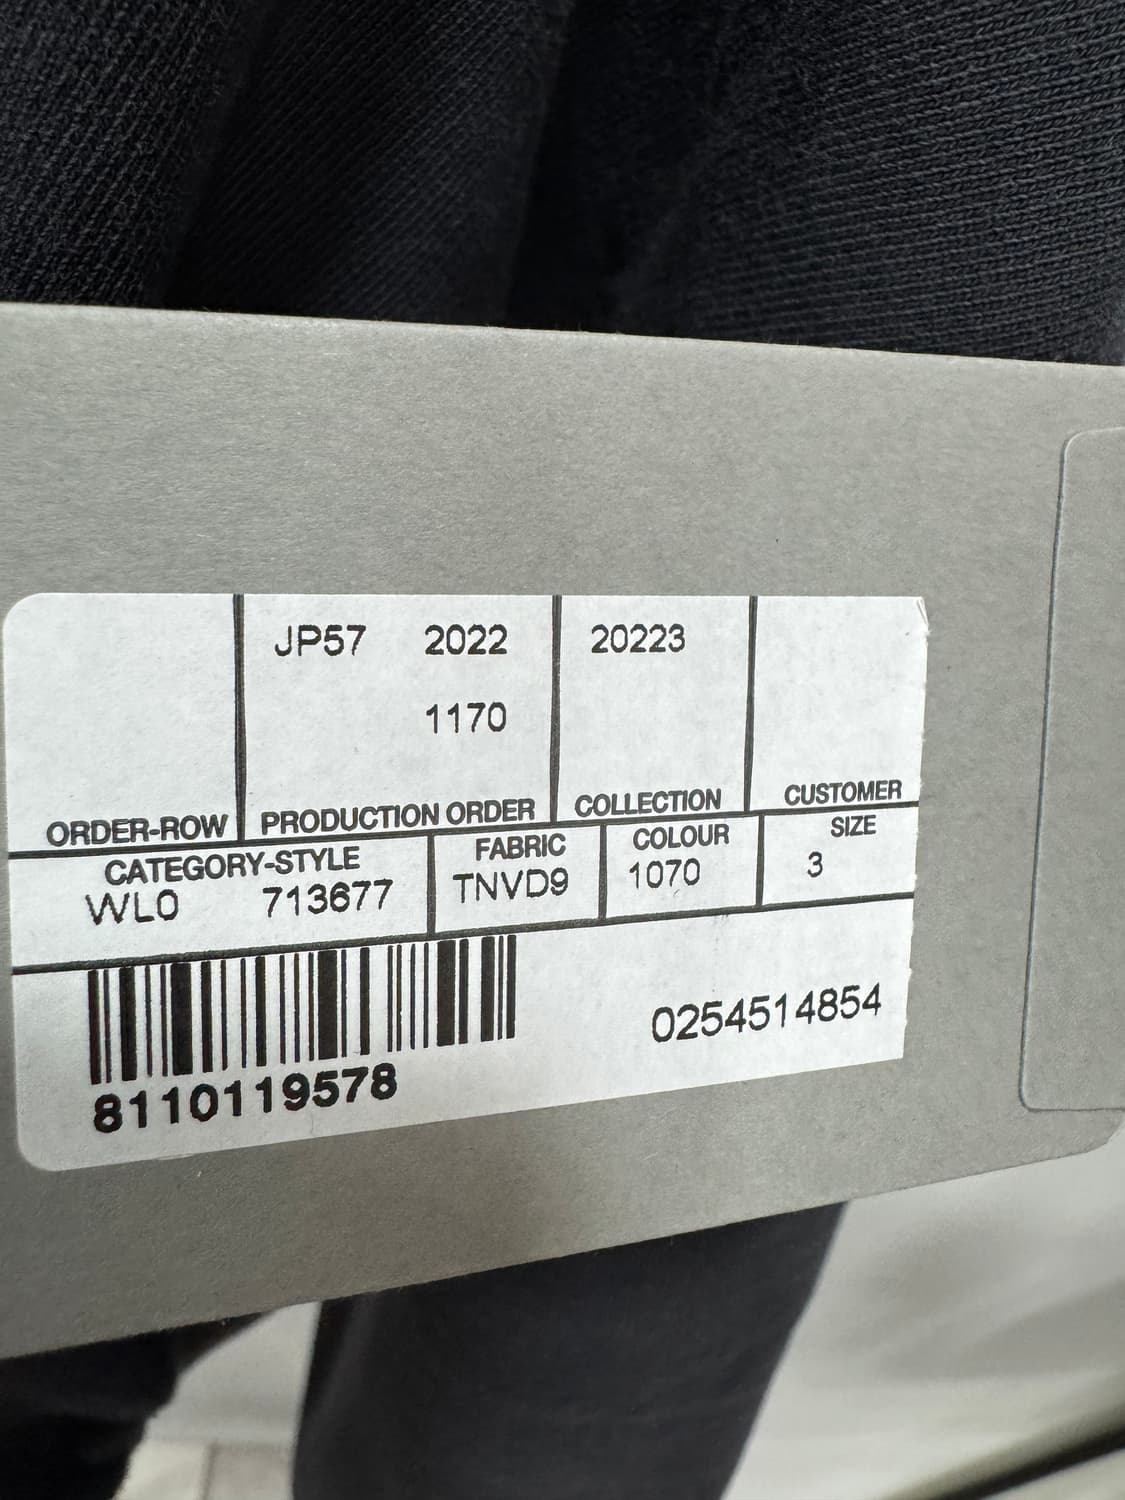 JP57 2022 20223
1170
ORDER-ROW PRODUCTION ORDER COLLECTION CUSTOMER
CATEGORY-STYLE FABRIC COLOUR SIZE
WL0 713677 TNVD9 1070 3
0254514854
8110119578